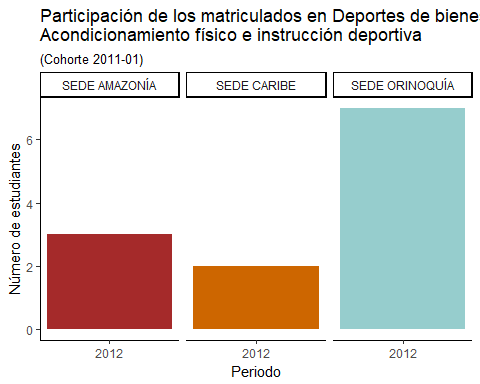 Participación de los matriculados en Deportes de biene
Acondicionamiento físico e instrucción deportiva
(Cohorte 2011-01)
SEDE AMAZONÍA SEDE CARIBE SEDE ORINOQUÍA
Número de estudiantes
6
4
2
0
2012 2012 2012
Periodo